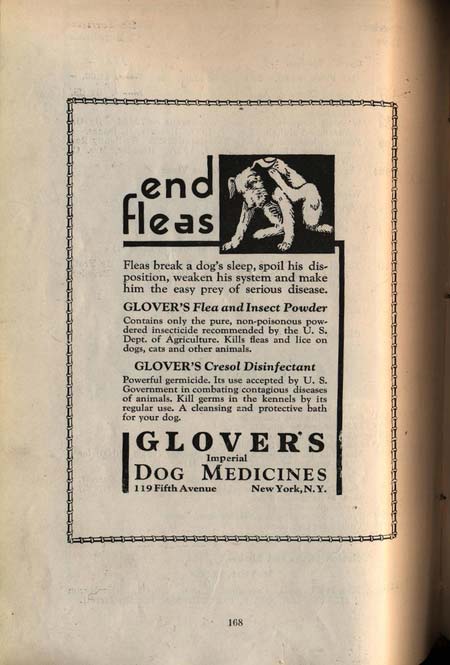 end
fleas
Fleas break a dog's sleep, spoil his dis-
position, weaken his system and make
him the easy prey of serious disease.
GLOVER'S Flea and Insect Powder
Contains only the pure, non-poisonous pow-
dered insecticide recommended by the U. S.
Dept. of Agriculture. Kills fleas and lice on
dogs, cats and other animals.
GLOVER'S Cresol Disinfectant
Powerful germicide. Its use accepted by U. S.
Government in combating contagious diseases
of animals. Kill germs in the kennels by its
regular use. A cleansing and protective bath
for your dog.
GLOVER'S
Imperial
DOG MEDICINES
119 Fifth Avenue New York, N.Y.
168